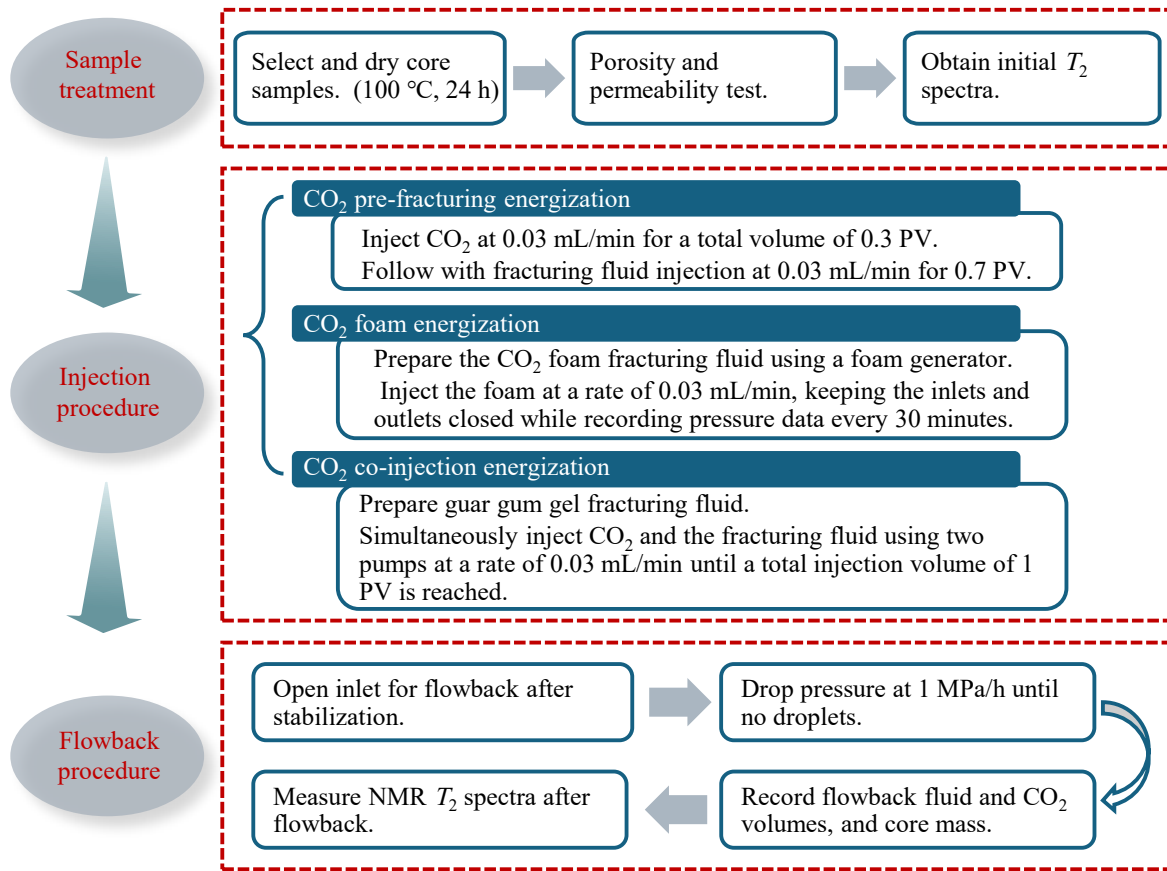 Sample
treatment
Select and dry core
samples. (100 °C, 24 h)
Porosity and
permeability test.
Obtain initial T₂
spectra.
Injection
procedure
CO₂ pre-fracturing energization
Inject CO₂ at 0.03 mL/min for a total volume of 0.3 PV.
Follow with fracturing fluid injection at 0.03 mL/min for 0.7 PV.
CO₂ foam energization
Prepare the CO₂ foam fracturing fluid using a foam generator.
Inject the foam at a rate of 0.03 mL/min, keeping the inlets and
outlets closed while recording pressure data every 30 minutes.
CO₂ co-injection energization
Prepare guar gum gel fracturing fluid.
Simultaneously inject CO₂ and the fracturing fluid using two
pumps at a rate of 0.03 mL/min until a total injection volume of 1
PV is reached.
Flowback
procedure
Open inlet for flowback after
stabilization.
Drop pressure at 1 MPa/h until
no droplets.
Record flowback fluid and CO₂
volumes, and core mass.
Measure NMR T₂ spectra after
flowback.